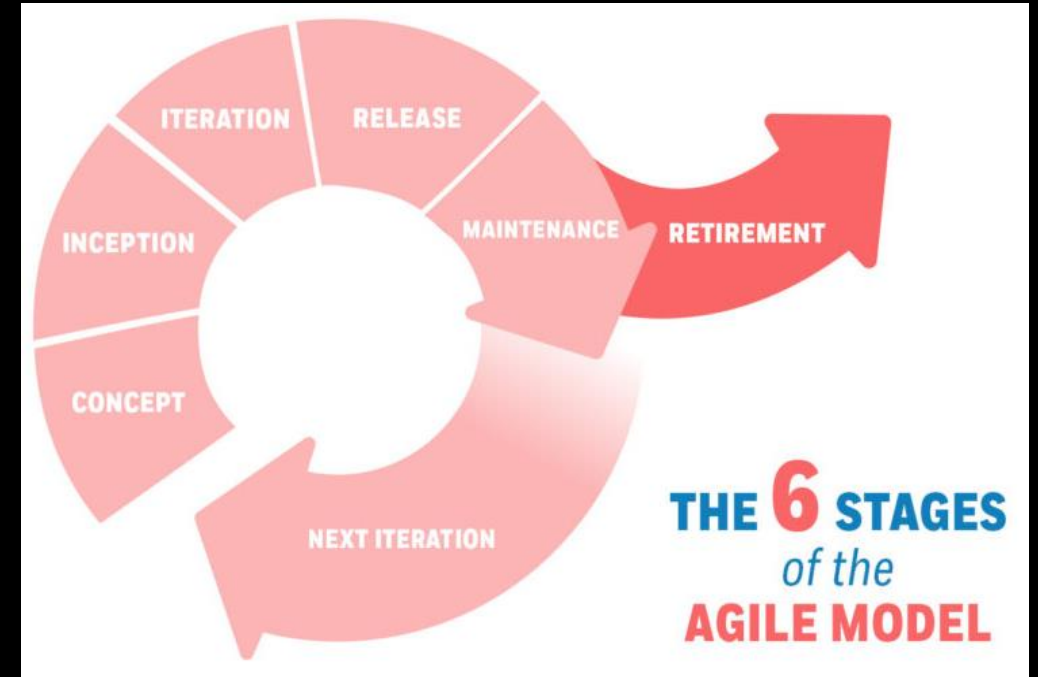 ITERATION
RELEASE
INCEPTION
MAINTENANCE
RETIREMENT
CONCEPT
NEXT ITERATION
THE 6 STAGES
of the
AGILE MODEL